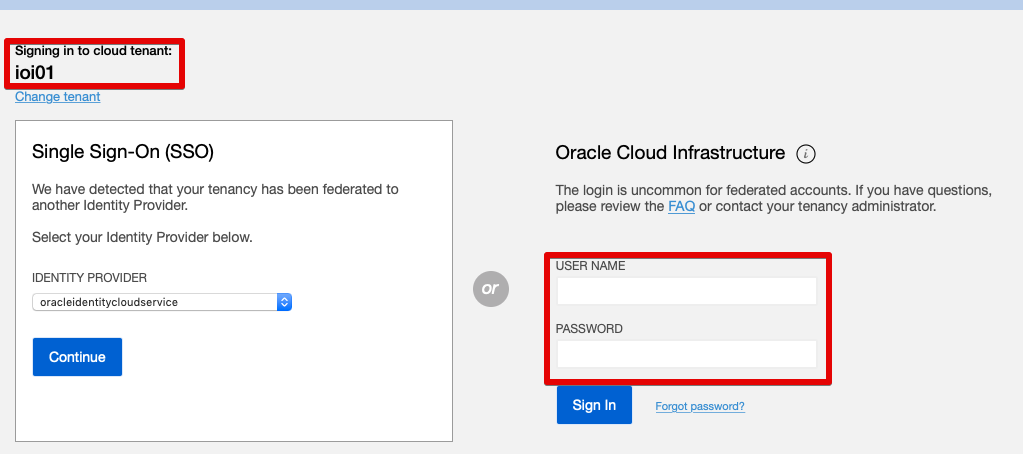 Signing in to cloud tenant:
ioi01
Change tenant
Single Sign-On (SSO)
We have detected that your tenancy has been federated to
another Identity Provider.
Select your Identity Provider below.
IDENTITY PROVIDER
oracleidentitycloudservice
Continue
or
Oracle Cloud Infrastructure i
The login is uncommon for federated accounts. If you have questions,
please review the FAQ or contact your tenancy administrator.
USER NAME
PASSWORD
Sign In
Forgot password?